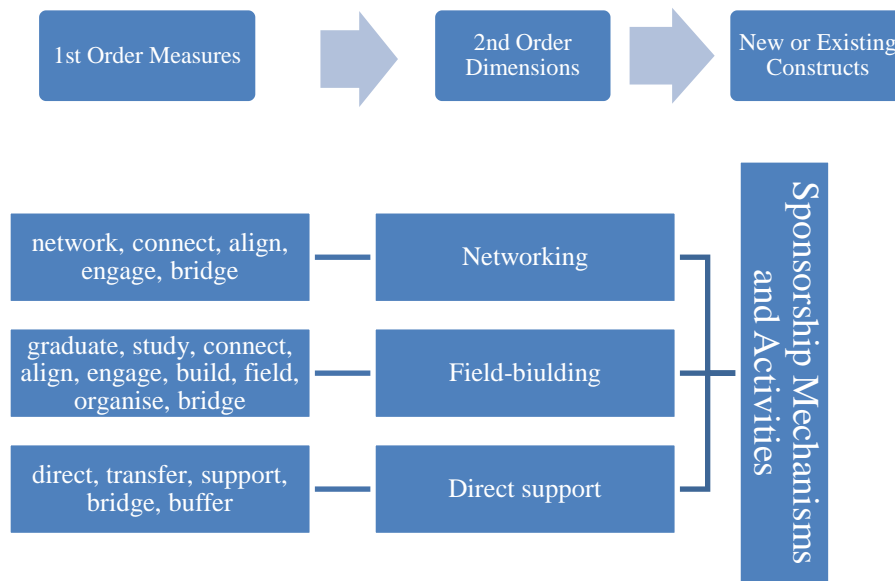 1st Order Measures
2nd Order
Dimensions
New or Existing
Constructs
network, connect, align,
engage, bridge
Networking
graduate, study, connect,
align, engage, build, field,
organise, bridge
Field-biulding
direct, transfer, support,
bridge, buffer
Direct support
Sponsorship Mechanisms
and Activities